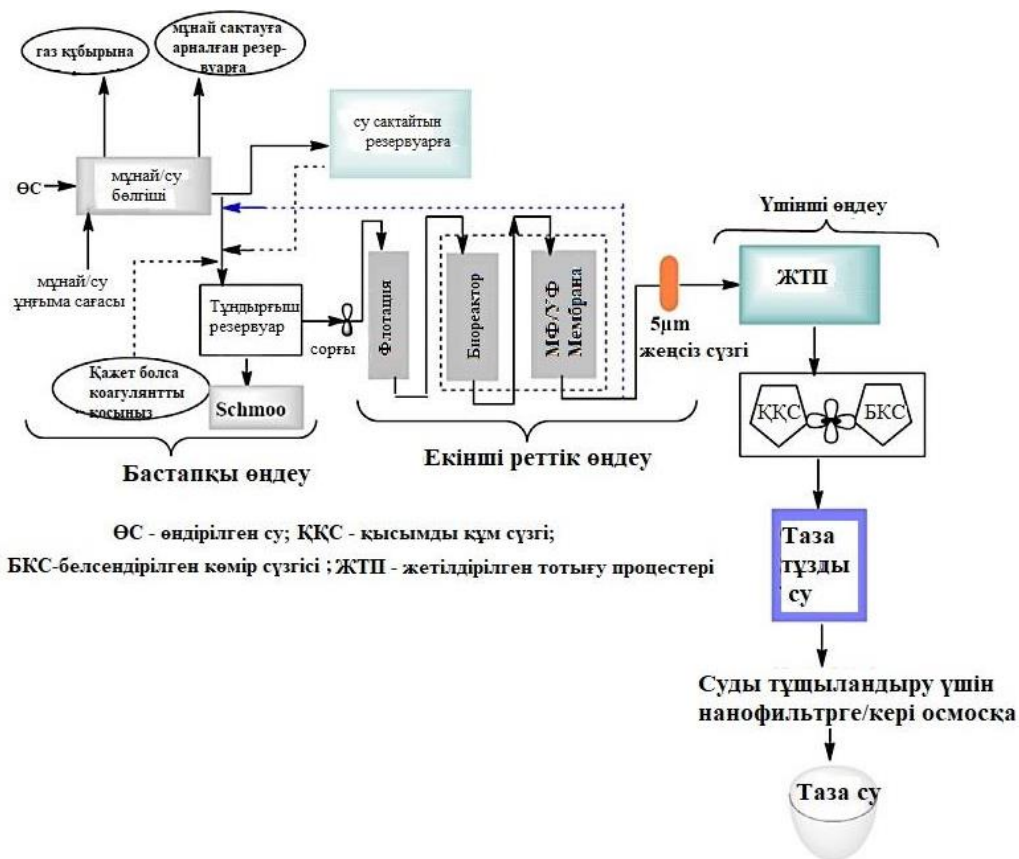 газ құбырына
мұнай сақтауға
арналған резер-
вуарға
су сақтайтын
резервуарға
ӨС
мұнай/су
бөлгіші
мұнай/су
ұңғыма сағасы
Тұндырғыш
резервуар
сорғы
Флотация
Биореактор
МФ/УФ
Мембрана
5µm
жеңсіз сүзгі
Үшінші өңдеу
ЖТП
Қажет болса
коагулянтты
қосыңыз
Schmoo
ҚҚС
БКС
Бастапқы өңдеу
Екінші реттік өңдеу
ӨС - өндірілген су; ҚҚС - қысымды құм сүзгі;
БКС-белсендірілген көмір сүзгісі ; ЖТП - жетілдірілген тотығу процестері
Таза
тұзды
су
Суды тұщыландыру үшін
нанофильтрге/кері осмосқа
Таза су